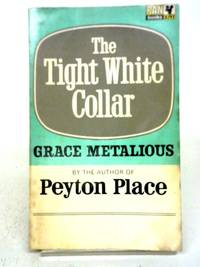 The
Tight White
Collar
GRACE METALIOUS
BY THE AUTHOR OF
Peyton Place